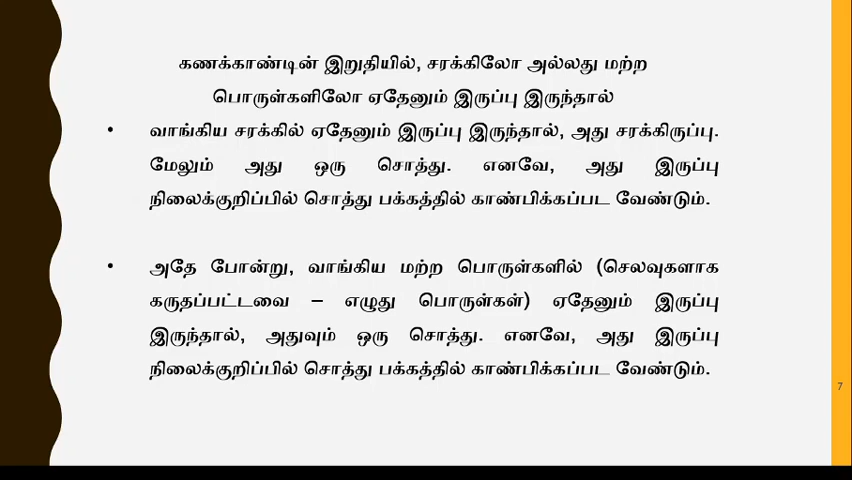 கணக்காண்டின் இறுதியில், சரக்கிலோ அல்லது மற்ற
பொருள்களிலோ ஏதேனும் இருப்பு இருந்தால்
• வாங்கிய சரக்கில் ஏதேனும் இருப்பு இருந்தால், அது சரக்கிருப்பு.
மேலும் அது ஒரு சொத்து. எனவே, அது இருப்பு
நிலைக்குறிப்பில் சொத்து பக்கத்தில் காண்பிக்கப்பட வேண்டும்.
• அதே போன்று, வாங்கிய மற்ற பொருள்களில் (செலவுகளாக
கருதப்பட்டவை – எழுது பொருள்கள்) ஏதேனும் இருப்பு
இருந்தால், அதுவும் ஒரு சொத்து. எனவே, அது இருப்பு
நிலைக்குறிப்பில் சொத்து பக்கத்தில் காண்பிக்கப்பட வேண்டும்.
7